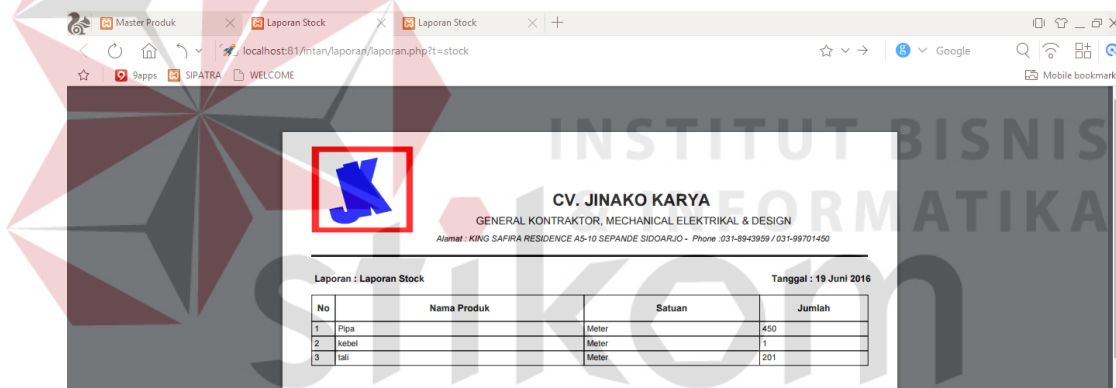 Master Produk Laporan Stock Laporan Stock
localhost:81/intan/laporan/laporan.php?t=stock Google
9apps SIPATRA WELCOME Mobile bookmark
INSTITUT BISNIS
& INFORMATIKA
stikom
JK
CV. JINAKO KARYA
GENERAL KONTRAKTOR, MECHANICAL ELEKTRIKAL & DESIGN
Alamat : KING SAFIRA RESIDENCE A5-10 SEPANDE SIDOARJO - Phone :031-8943959 / 031-99701450
Laporan : Laporan Stock Tanggal : 19 Juni 2016
No Nama Produk Satuan Jumlah
1 Pipa Meter 450
2 kebel Meter 1
3 tali Meter 201